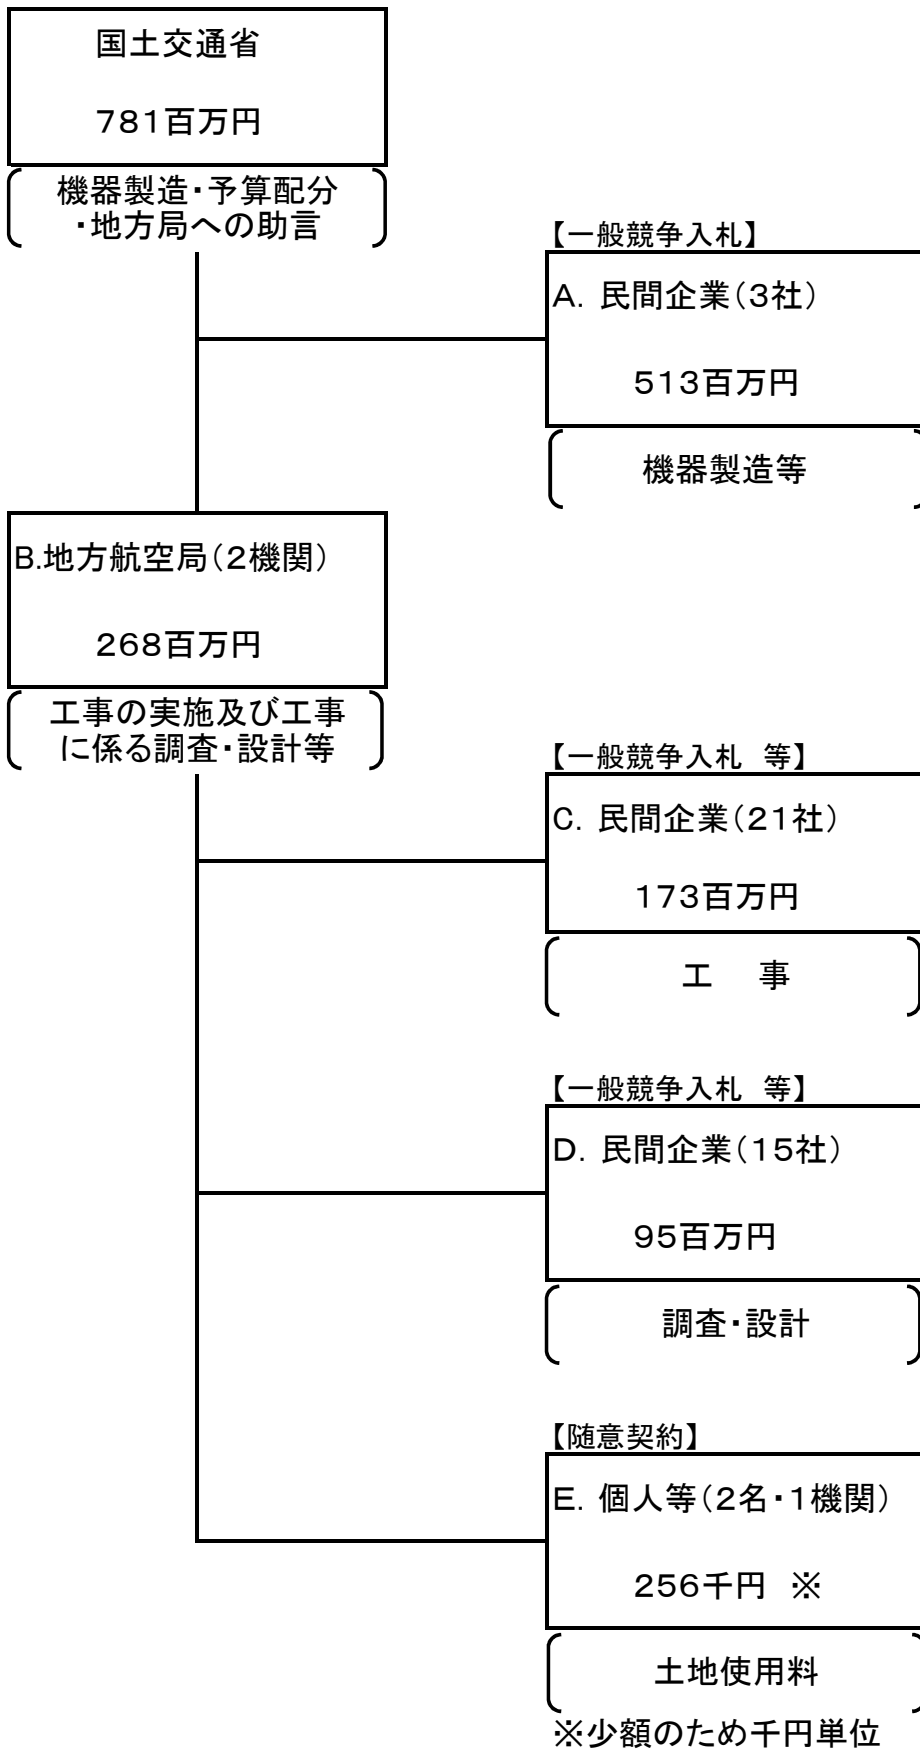 国土交通省
781百万円
機器製造・予算配分
・地方局への助言
【一般競争入札】
A. 民間企業(3社)
513百万円
機器製造等
B.地方航空局(2機関)
268百万円
工事の実施及び工事
に係る調査・設計等
【一般競争入札　等】
C. 民間企業(21社)
173百万円
工　事
【一般競争入札　等】
D. 民間企業(15社)
95百万円
調査・設計
【随意契約】
E. 個人等(2名・1機関)
256千円　※
土地使用料
※少額のため千円単位